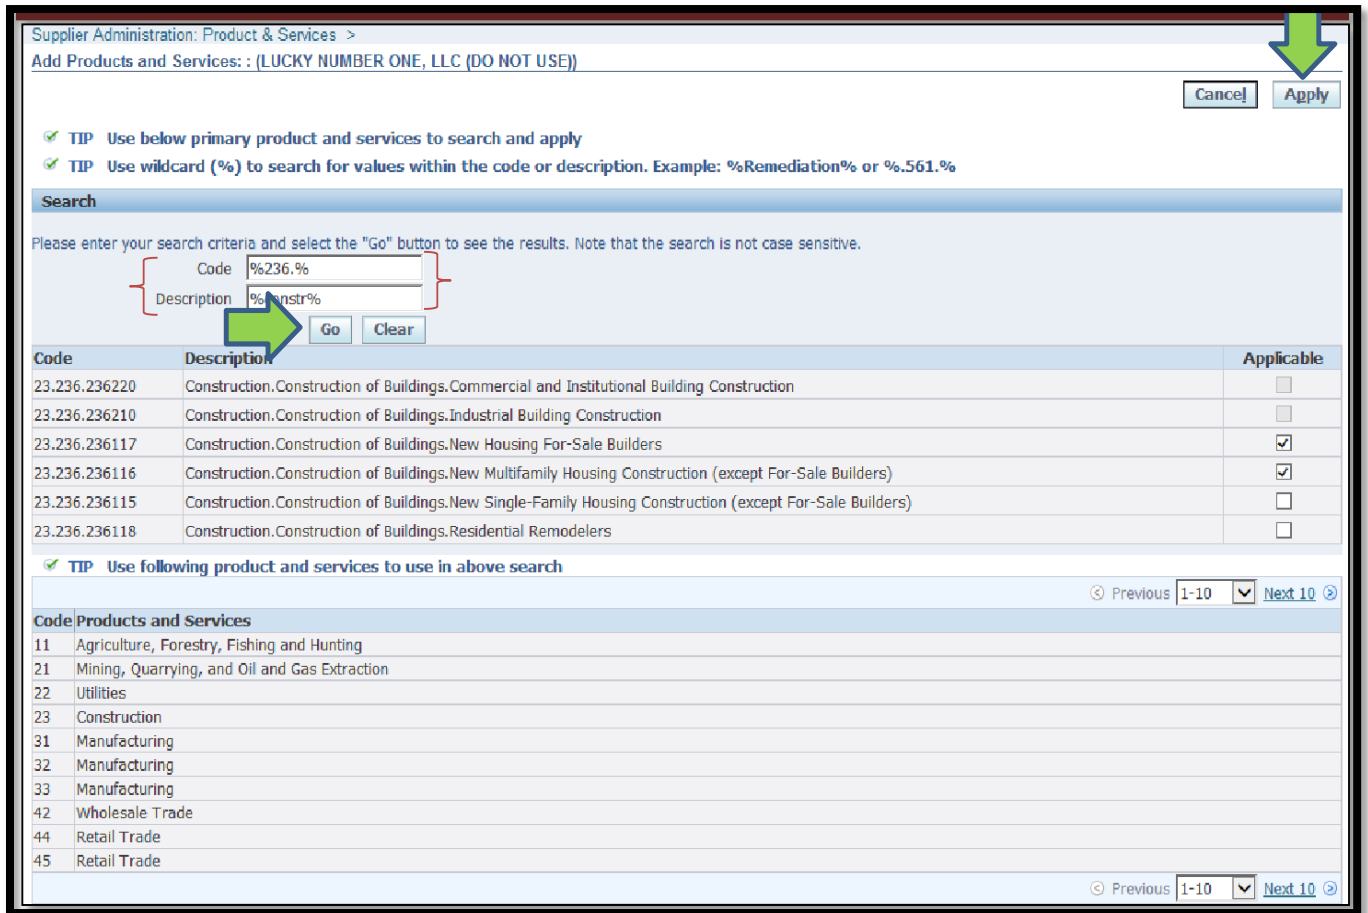 Supplier Administration: Product & Services >
Add Products and Services: : (LUCKY NUMBER ONE, LLC (DO NOT USE))
Cancel Apply
TIP Use below primary product and services to search and apply
TIP Use wildcard (%) to search for values within the code or description. Example: %Remediation% or %.561.%
Search
Please enter your search criteria and select the "Go" button to see the results. Note that the search is not case sensitive.
Code %236.%
Description
Go Clear
Code Description Applicable
23.236.236220 Construction.Construction of Buildings.Commercial and Institutional Building Construction
23.236.236210 Construction.Construction of Buildings.Industrial Building Construction
23.236.236117 Construction.Construction of Buildings.New Housing For-Sale Builders
23.236.236116 Construction.Construction of Buildings.New Multifamily Housing Construction (except For-Sale Builders)
23.236.236115 Construction.Construction of Buildings.New Single-Family Housing Construction (except For-Sale Builders)
23.236.236118 Construction.Construction of Buildings.Residential Remodelers
TIP Use following product and services to use in above search
Previous 1-10 Next 10
Code Products and Services
11 Agriculture, Forestry, Fishing and Hunting
21 Mining, Quarrying, and Oil and Gas Extraction
22 Utilities
23 Construction
31 Manufacturing
32 Manufacturing
33 Manufacturing
42 Wholesale Trade
44 Retail Trade
45 Retail Trade
Previous 1-10 Next 10